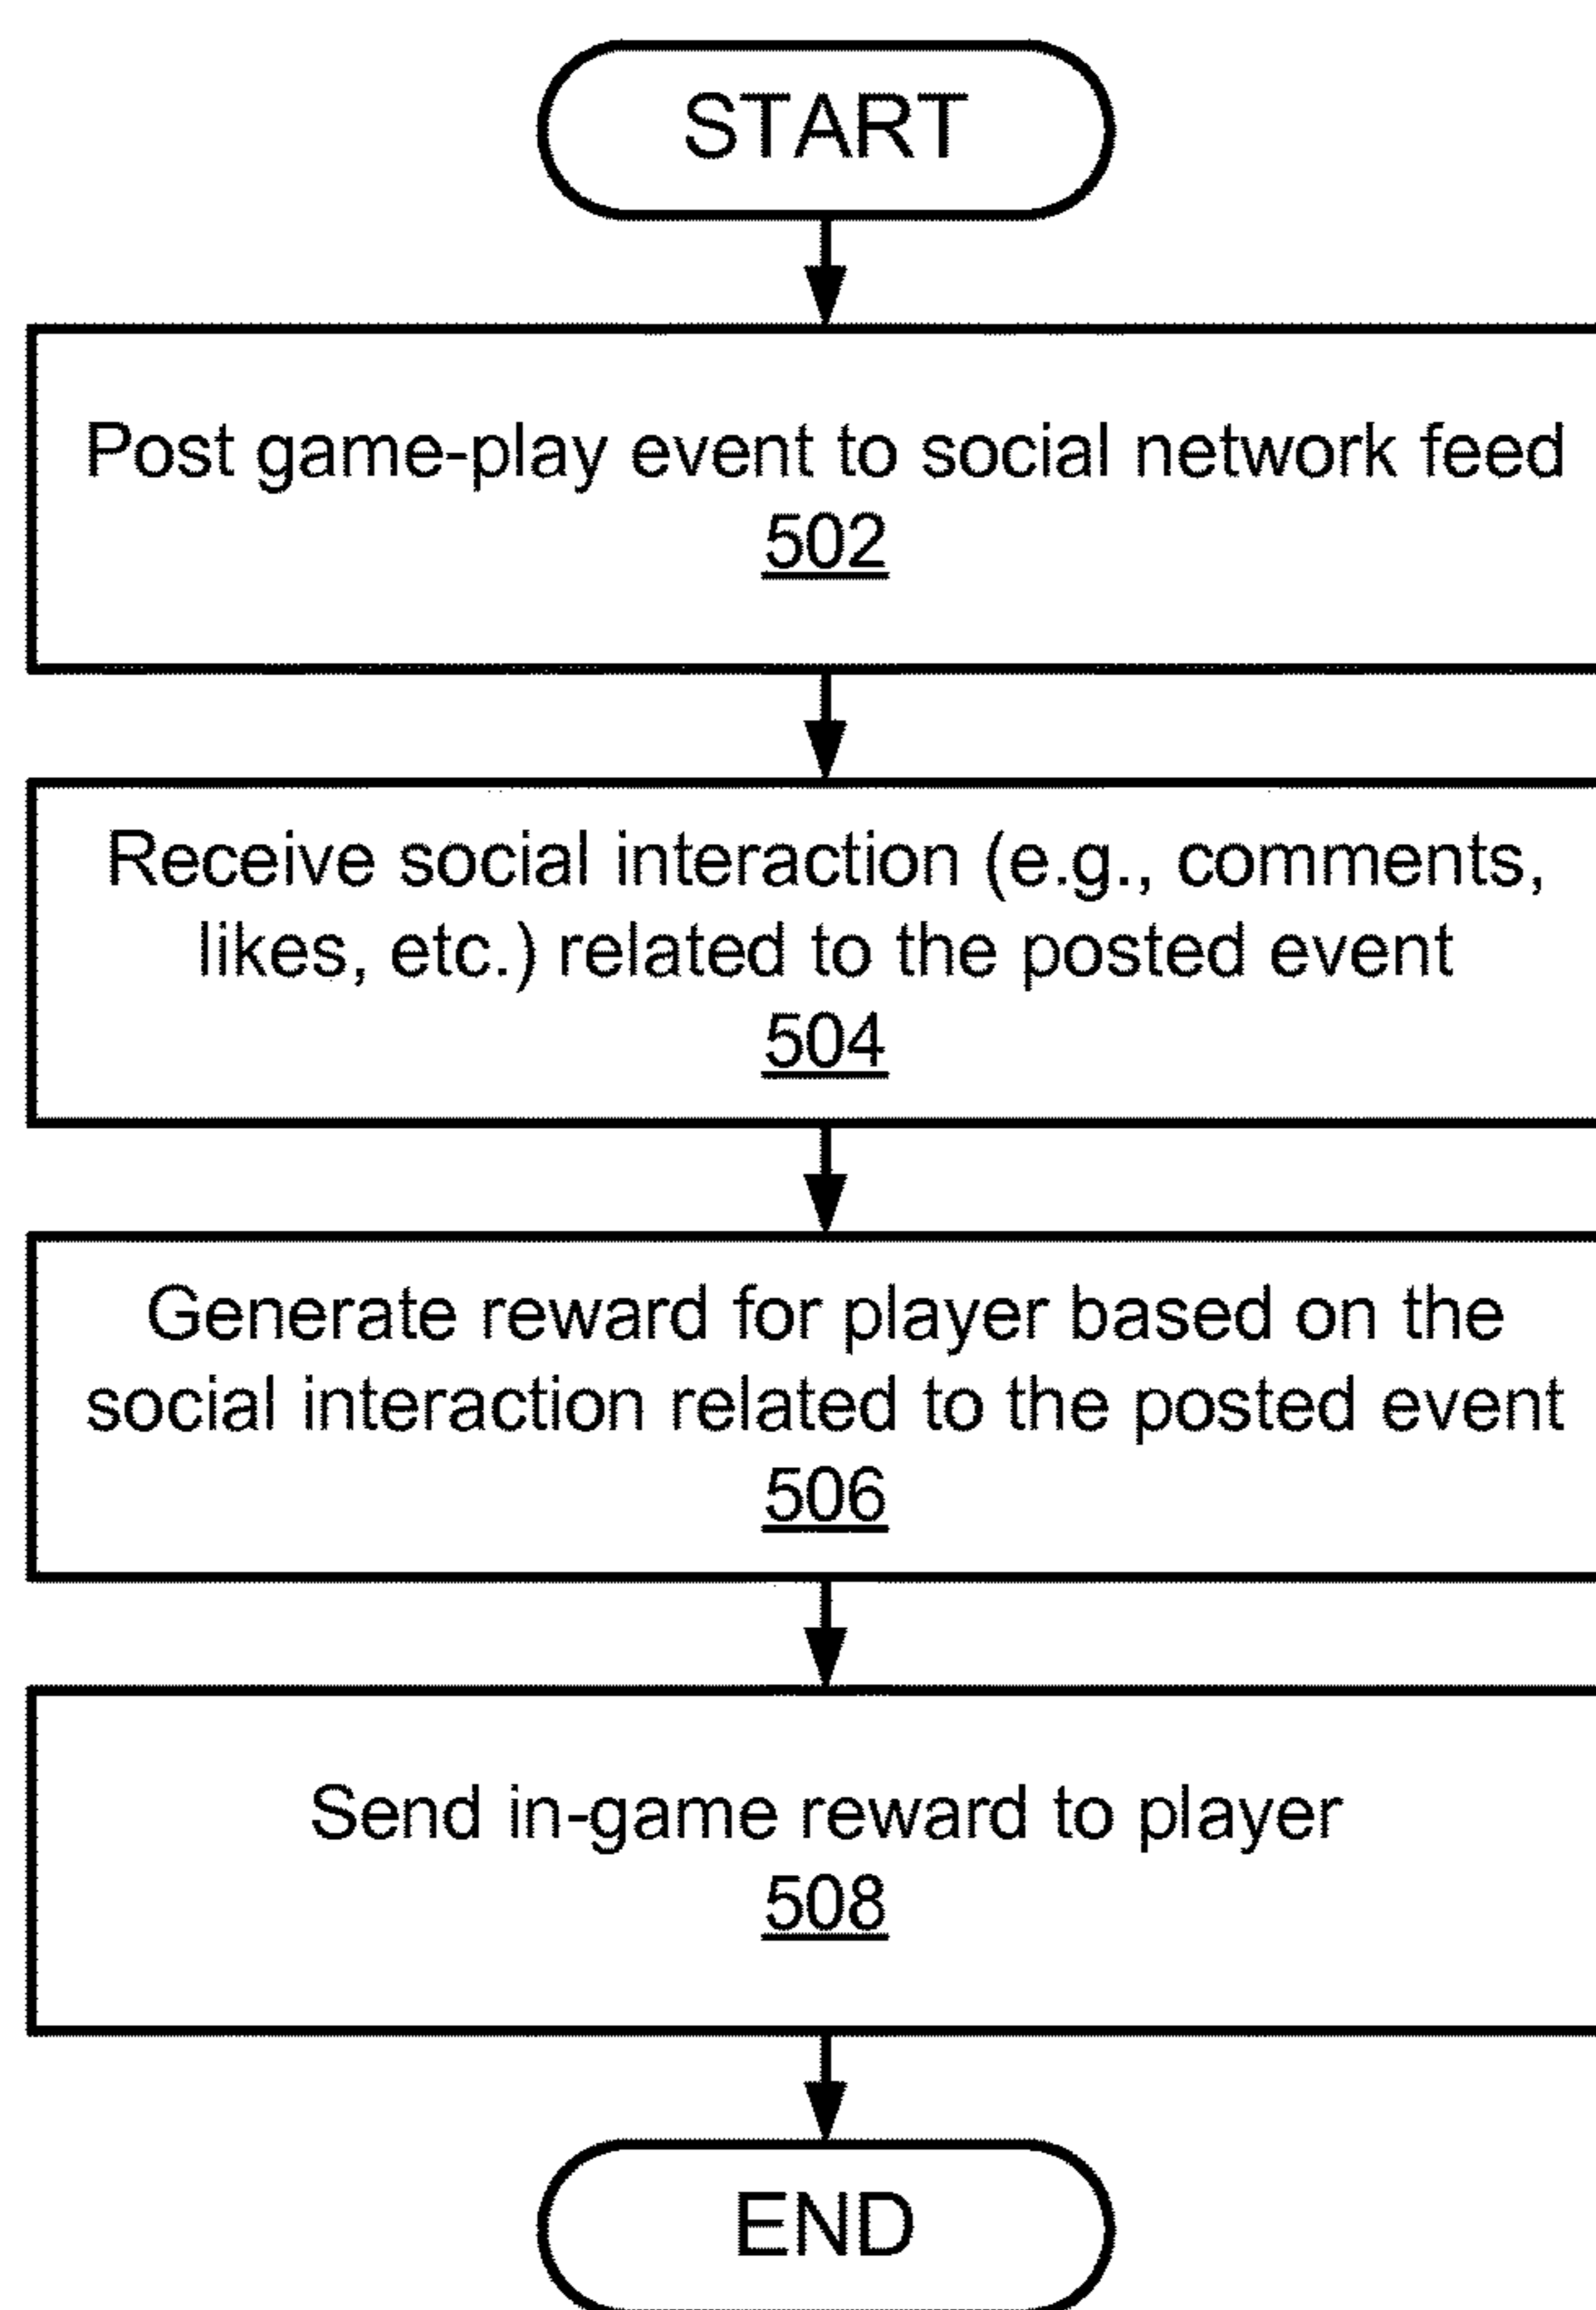 START
Post game-play event to social network feed
502
Receive social interaction (e.g., comments,
likes, etc.) related to the posted event
504
Generate reward for player based on the
social interaction related to the posted event
506
Send in-game reward to player
508
END